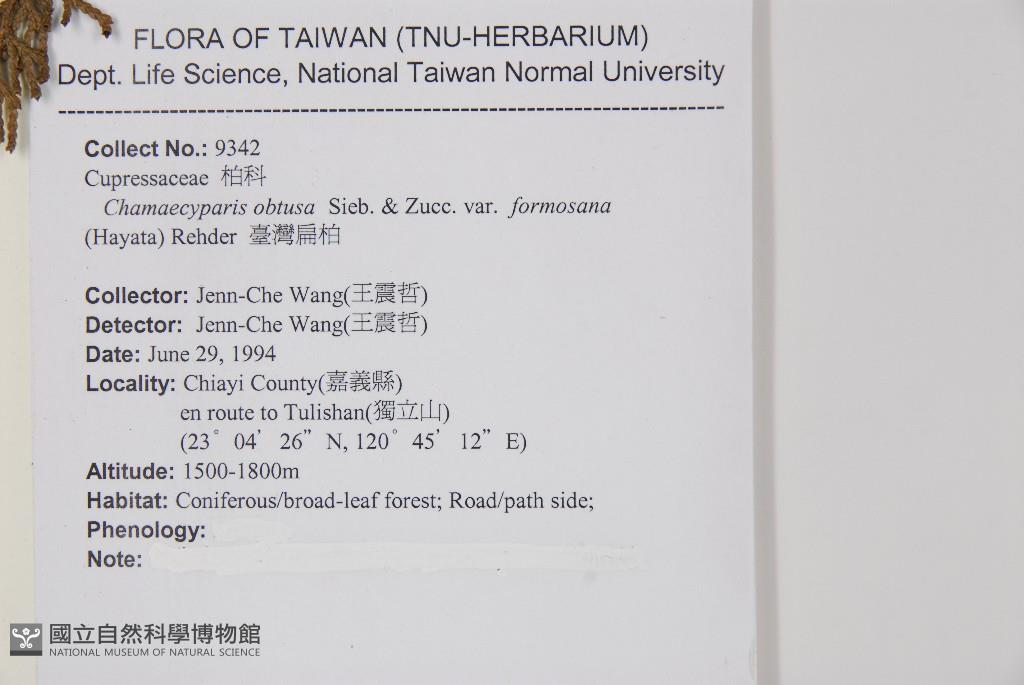 FLORA OF TAIWAN (TNU-HERBARIUM)
Dept. Life Science, National Taiwan Normal University
Collect No.: 9342
Cupressaceae 柏科
Chamaecyparis obtusa Sieb. & Zucc. var. formosana
(Hayata) Rehder 臺灣扁柏
Collector: Jenn-Che Wang(王震哲)
Detector: Jenn-Che Wang(王震哲)
Date: June 29, 1994
Locality: Chiayi County(嘉義縣)
en route to Tulishan(獨立山)
(23° 04’ 26” N, 120° 45’ 12” E)
Altitude: 1500-1800m
Habitat: Coniferous/broad-leaf forest; Road/path side;
Phenology:
Note:
國立自然科學博物館
NATIONAL MUSEUM OF NATURAL SCIENCE